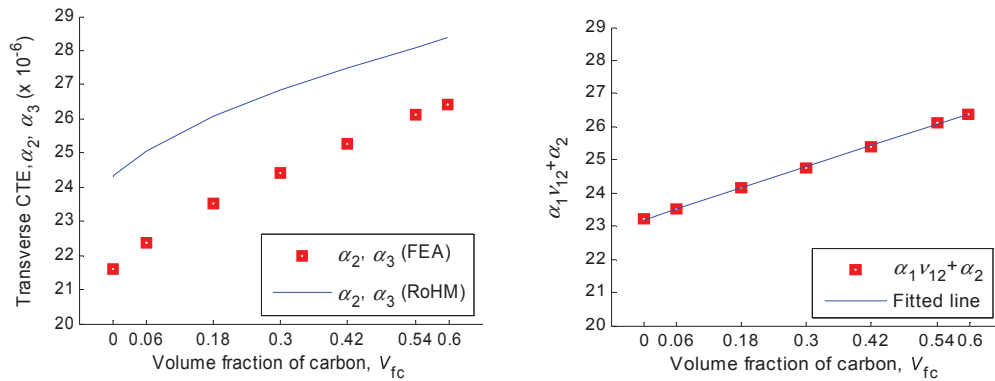 29
28
27
26
25
24
23
22
21
20
Transverse CTE, α2, α3 (x 10^-6)
α2, α3 (FEA)
α2, α3 (RoHM)
0 0.06 0.18 0.3 0.42 0.54 0.6
Volume fraction of carbon, Vfc
29
28
27
26
25
24
23
22
21
20
α1ν12+α2
α1ν12+α2
Fitted line
0 0.06 0.18 0.3 0.42 0.54 0.6
Volume fraction of carbon, Vfc